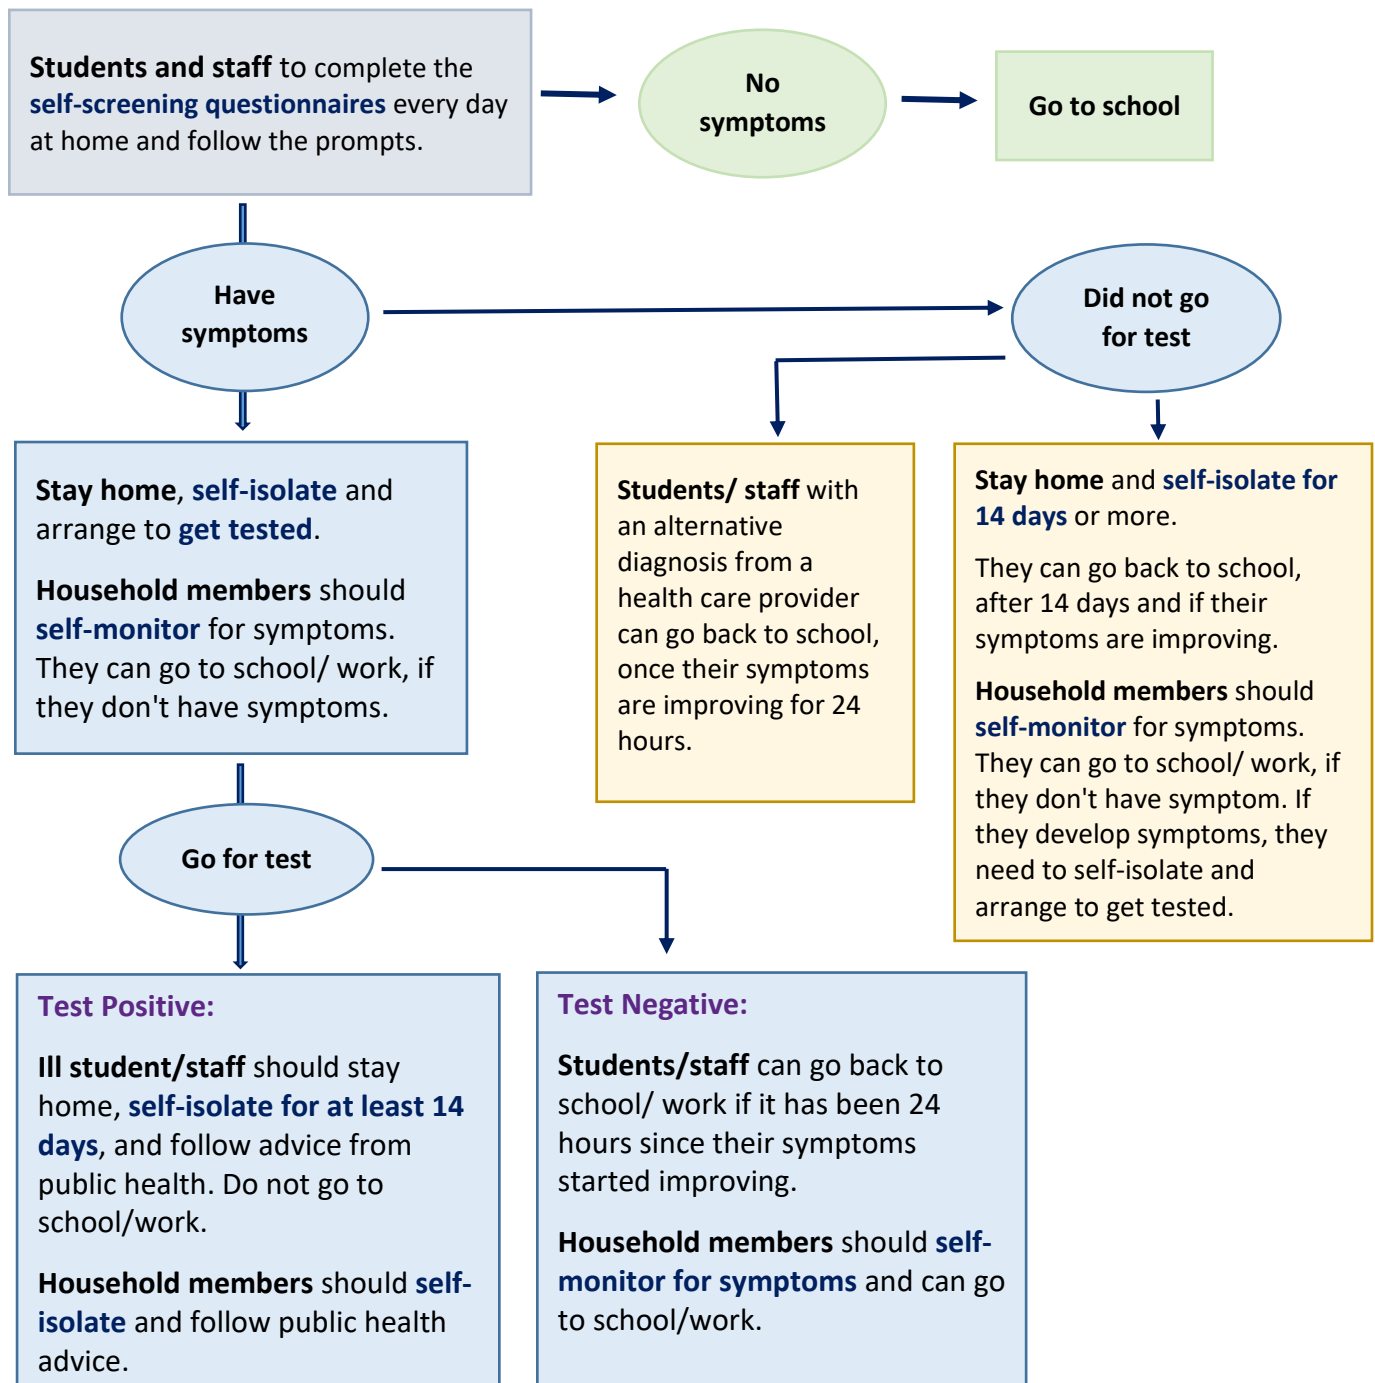 Students and staff to complete the
self-screening questionnaires every day
at home and follow the prompts.
No
symptoms
Go to school
Have
symptoms
Did not go
for test
Stay home, self-isolate and
arrange to get tested.
Household members should
self-monitor for symptoms.
They can go to school/ work, if
they don't have symptoms.
Students/ staff with
an alternative
diagnosis from a
health care provider
can go back to school,
once their symptoms
are improving for 24
hours.
Stay home and self-isolate for
14 days or more.
They can go back to school,
after 14 days and if their
symptoms are improving.
Household members should
self-monitor for symptoms.
They can go to school/ work, if
they don't have symptom. If
they develop symptoms, they
need to self-isolate and
arrange to get tested.
Go for test
Test Positive:
Ill student/staff should stay
home, self-isolate for at least 14
days, and follow advice from
public health. Do not go to
school/work.
Household members should self-
isolate and follow public health
advice.
Test Negative:
Students/staff can go back to
school/ work if it has been 24
hours since their symptoms
started improving.
Household members should self-
monitor for symptoms and can go
to school/work.